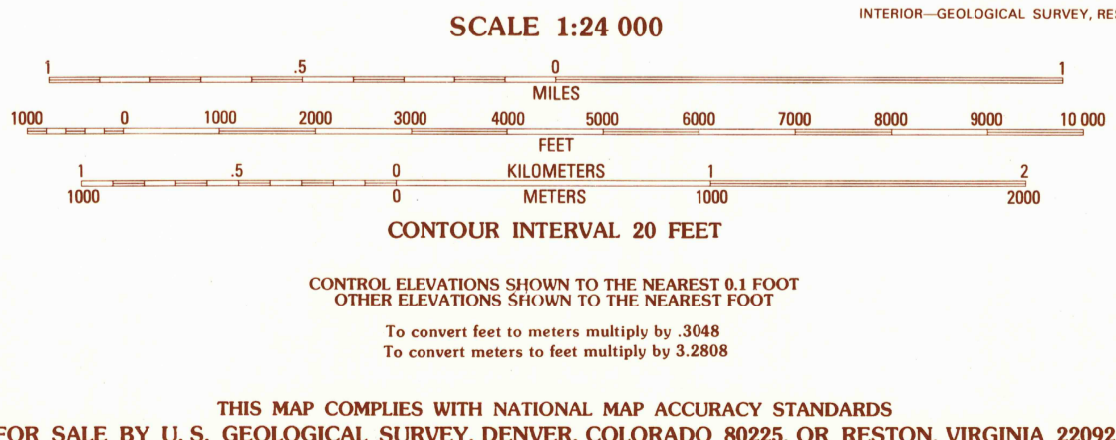 INTERIOR—GEOLOGICAL SURVEY,
SCALE 1:24 000
1 .5 0 1
MILES
1000 0 1000 2000 3000 4000 5000 6000 7000 8000 9000 10 000
FEET
1 .5 0 KILOMETERS 1 2
1000 0 METERS 1000 2000
CONTOUR INTERVAL 20 FEET
CONTROL ELEVATIONS SHOWN TO THE NEAREST 0.1 FOOT
OTHER ELEVATIONS SHOWN TO THE NEAREST FOOT
To convert feet to meters multiply by .3048
To convert meters to feet multiply by 3.2808
THIS MAP COMPLIES WITH NATIONAL MAP ACCURACY STANDARDS
FOR SALE BY U. S. GEOLOGICAL SURVEY, DENVER, COLORADO 80225, OR RESTON, VIRGINIA 22092